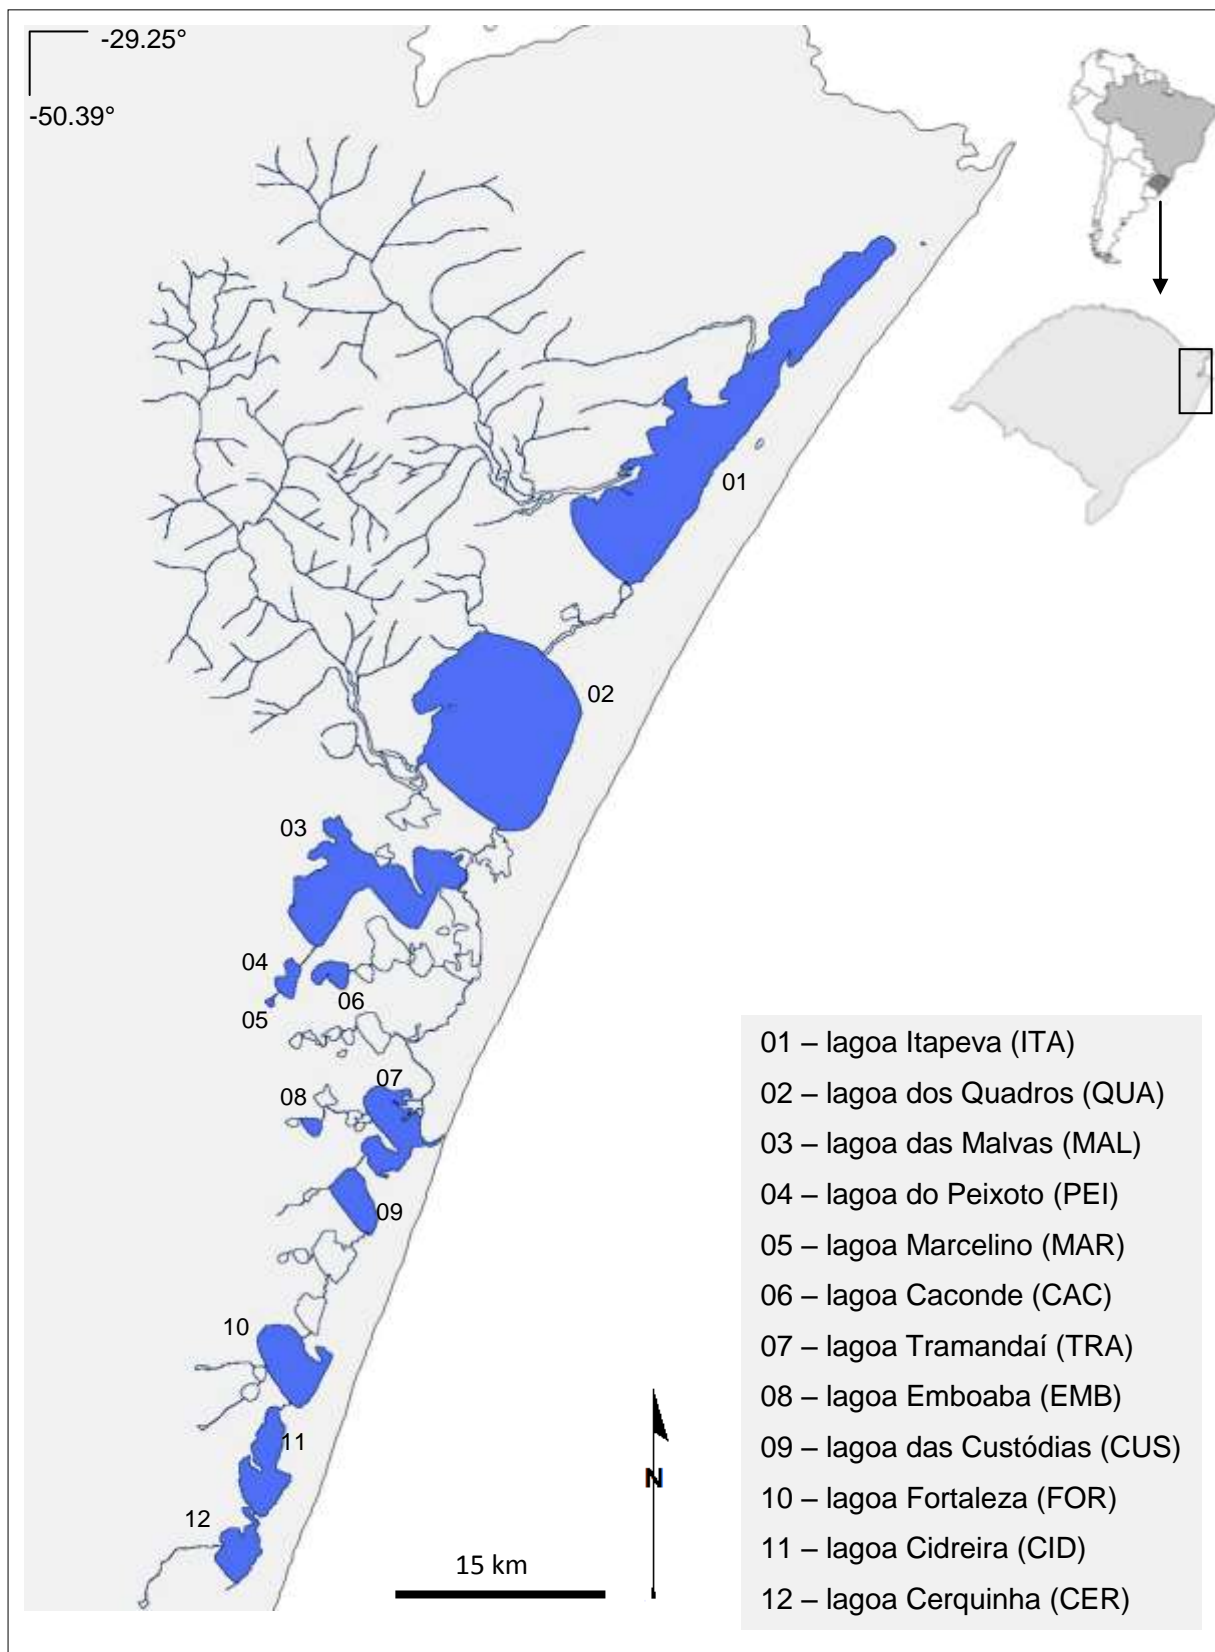 -29.25°
-50.39°
01
02
03
04
05
06
07
08
09
10
11
12
15 km
N
01 – lagoa Itapeva (ITA)
02 – lagoa dos Quadros (QUA)
03 – lagoa das Malvas (MAL)
04 – lagoa do Peixoto (PEI)
05 – lagoa Marcelino (MAR)
06 – lagoa Caconde (CAC)
07 – lagoa Tramandaí (TRA)
08 – lagoa Emboaba (EMB)
09 – lagoa das Custódias (CUS)
10 – lagoa Fortaleza (FOR)
11 – lagoa Cidreira (CID)
12 – lagoa Cerquinha (CER)